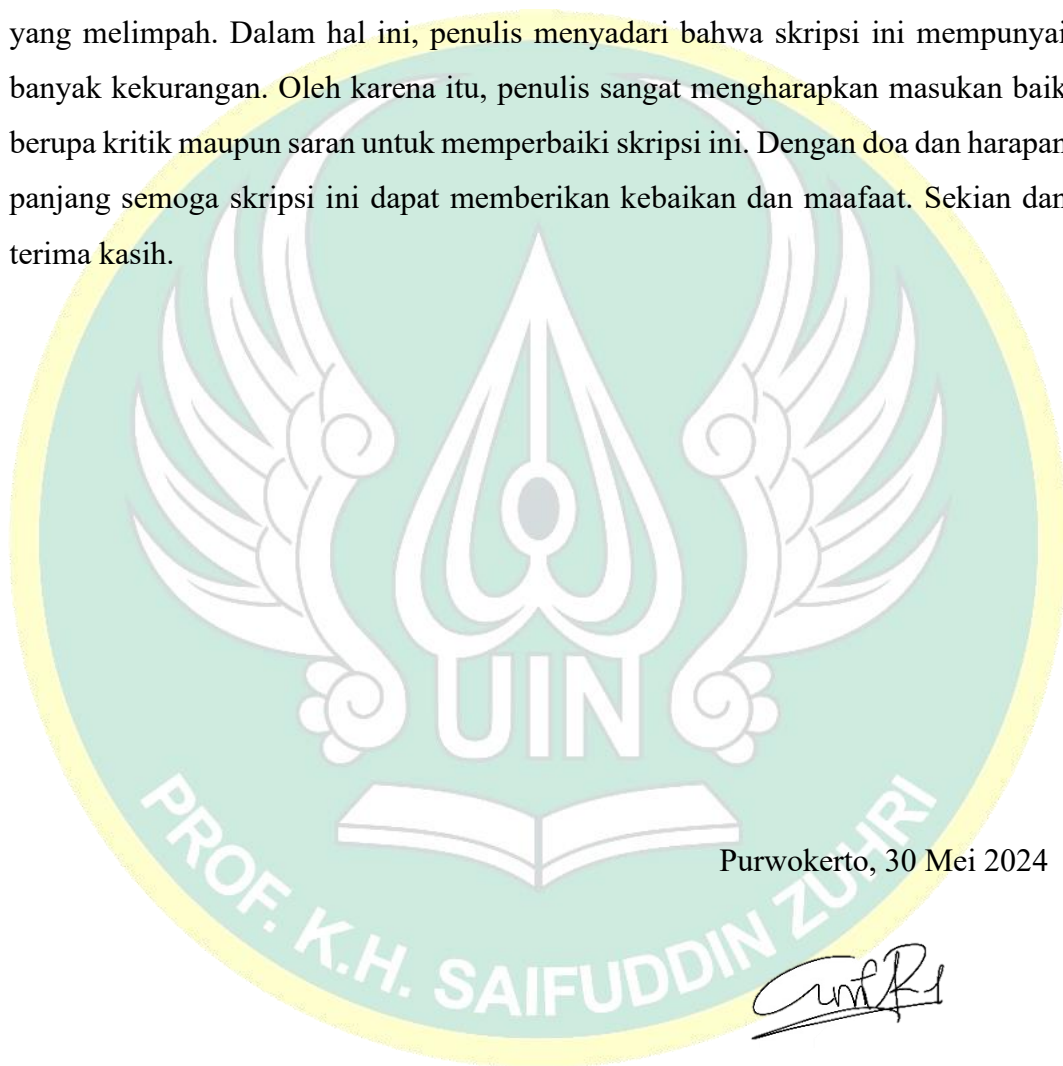 yang melimpah. Dalam hal ini, penulis menyadari bahwa skripsi ini mempunyai
banyak kekurangan. Oleh karena itu, penulis sangat mengharapkan masukan baik
berupa kritik maupun saran untuk memperbaiki skripsi ini. Dengan doa dan harapan
panjang semoga skripsi ini dapat memberikan kebaikan dan maafaat. Sekian dan
terima kasih.
UIN
PROF. K.H. SAIFUDDIN ZUHRI
Purwokerto, 30 Mei 2024